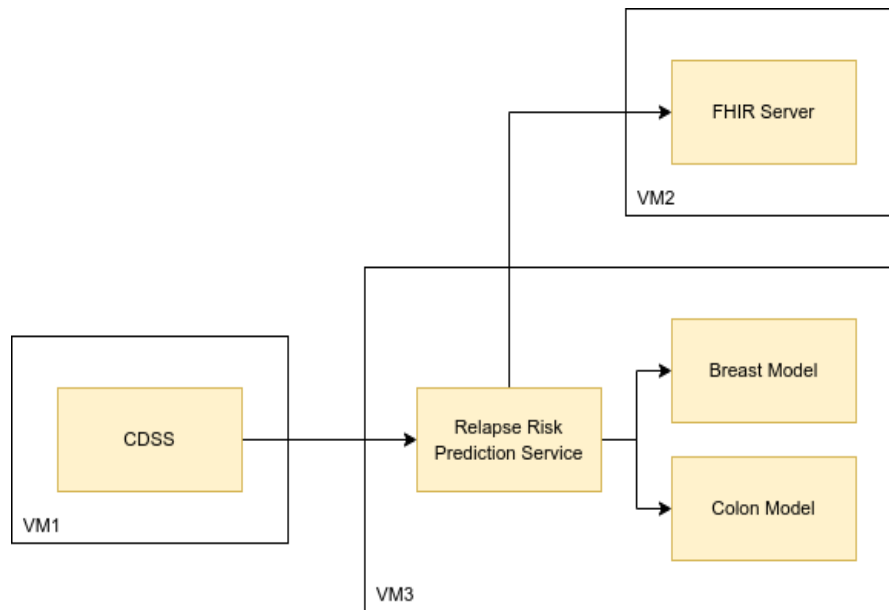 FHIR Server
VM2
CDSS
VM1
Relapse Risk
Prediction Service
Breast Model
Colon Model
VM3